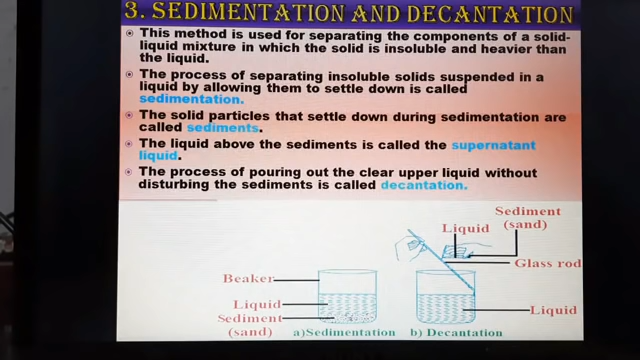 3. SEDIMENTATION AND DECANTATION
This method is used for separating the components of a solid-
liquid mixture in which the solid is insoluble and heavier than
the liquid.
The process of separating insoluble solids suspended in a
liquid by allowing them to settle down is called
sedimentation.
The solid particles that settle down during sedimentation are
called sediments.
The liquid above the sediments is called the supernatant
liquid.
The process of pouring out the clear upper liquid without
disturbing the sediments is called decantation.
Sediment
(sand)
Liquid
Glass rod
Beaker
Liquid
Sediment
(sand)
Liquid
a)Sedimentation
b) Decantation